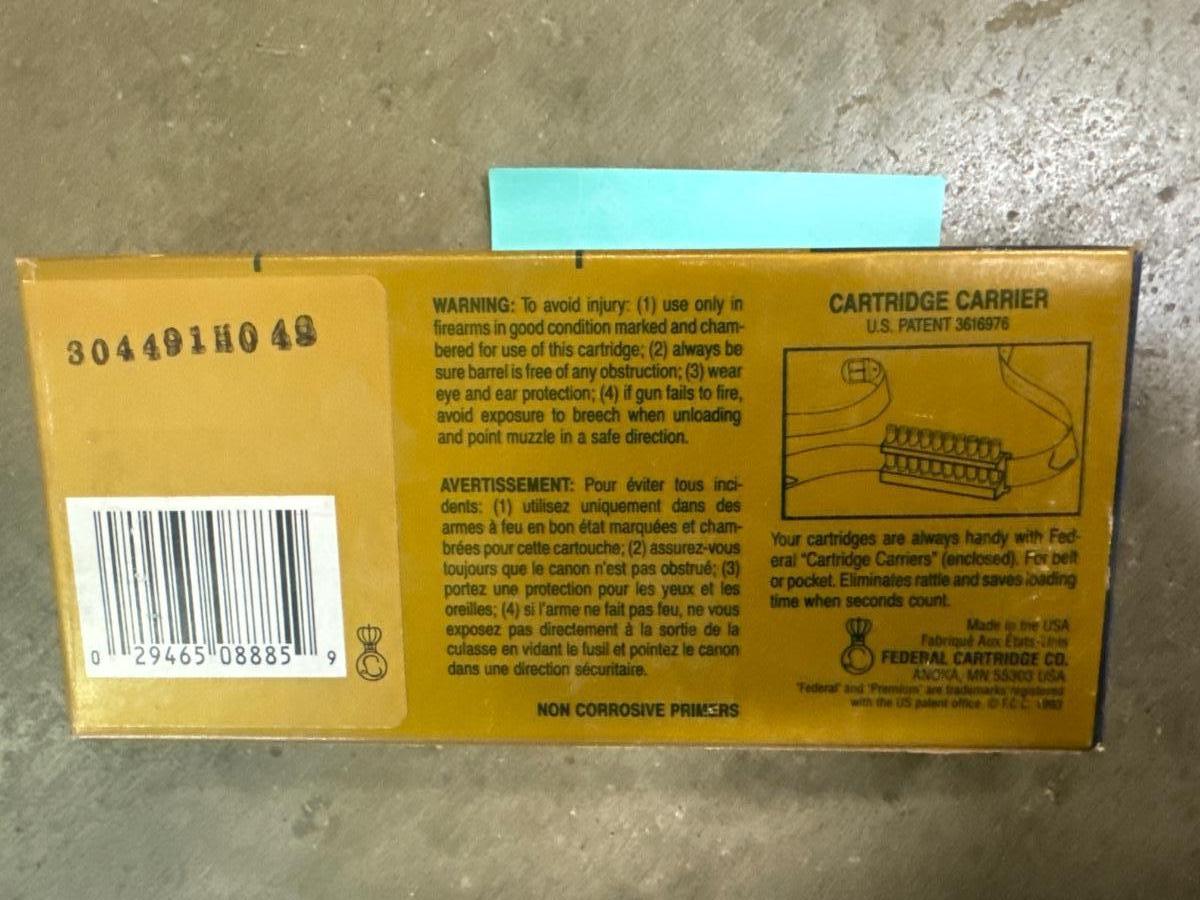 304491H048
WARNING: To avoid injury: (1) use only in
firearms in good condition marked and cham-
bered for use of this cartridge; (2) always be
sure barrel is free of any obstruction; (3) wear
eye and ear protection; (4) if gun fails to fire,
avoid exposure to breech when unloading
and point muzzle in a safe direction.
AVERTISSEMENT: Pour éviter tous inci-
dents: (1) utilisez uniquement dans des
armes à feu en bon état marquées et cham-
brées pour cette cartouche; (2) assurez-vous
toujours que le canon n'est pas obstrué; (3)
portez une protection pour les yeux et les
oreilles; (4) si l'arme ne fait pas feu, ne vous
exposez pas directement à la sortie de la
culasse en vidant le fusil et pointez le canon
dans une direction sécuritaire.
NON CORROSIVE PRIMERS
0 29465 08885 9
CARTRIDGE CARRIER
U.S. PATENT 3616976
Your cartridges are always handy with Fed-
eral "Cartridge Carriers" (enclosed). For belt
or pocket. Eliminates rattle and saves loading
time when seconds count.
Made in the USA
Fabriqué Aux États-Unis
FEDERAL CARTRIDGE CO.
ANOKA, MN 55303 USA
"Federal" and "Premium" are trademarks registered
with the US patent office. © F.C.C. 1993